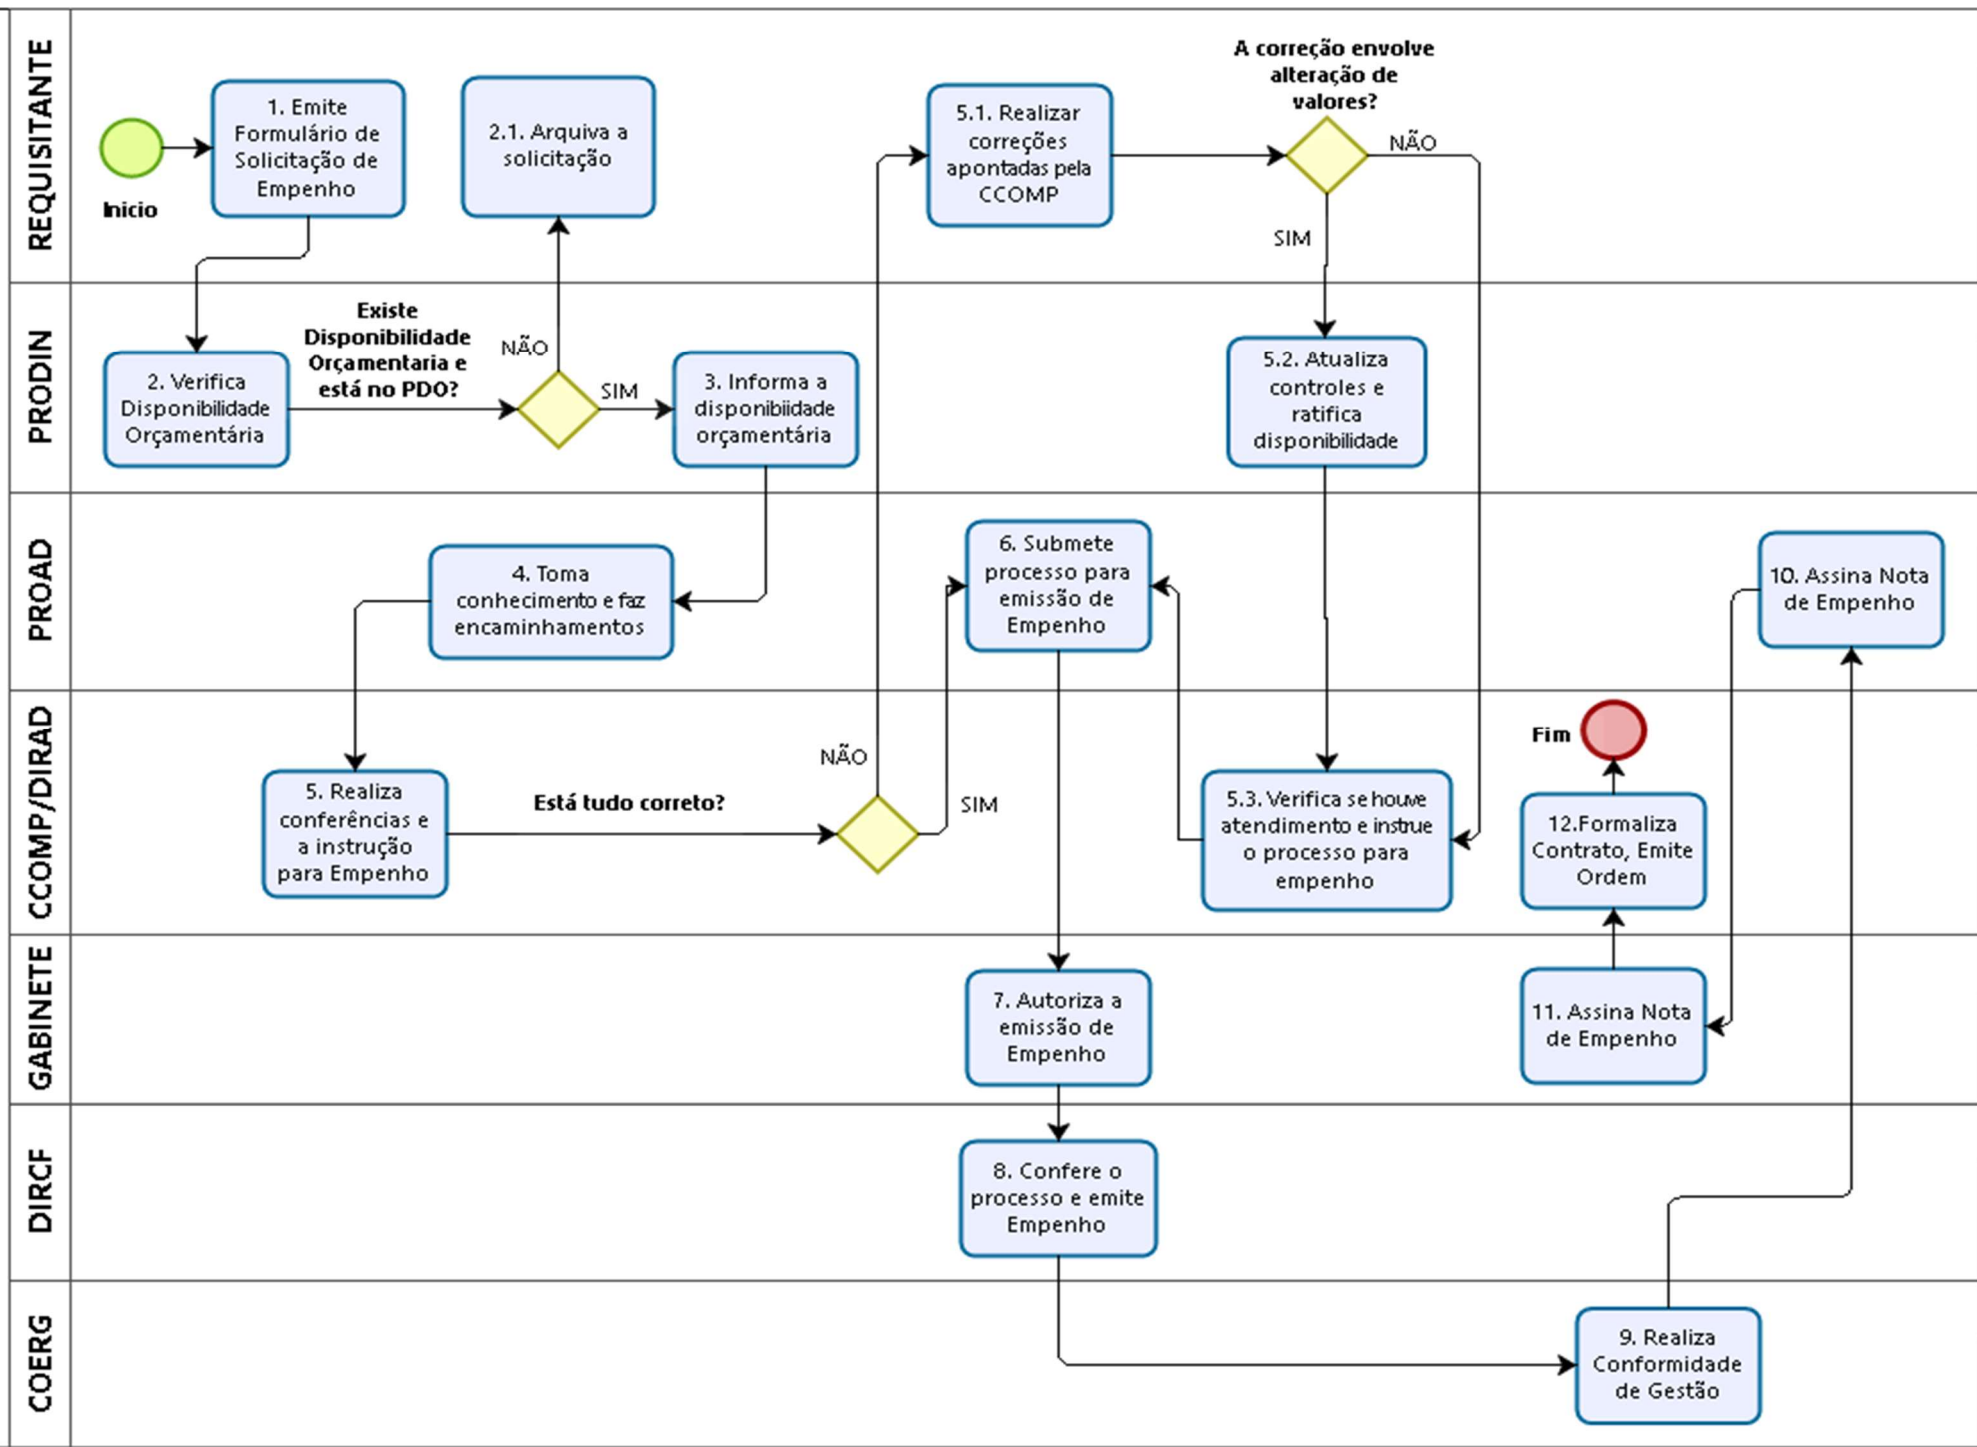 REQUISITANTE
Inicio
1. Emite
Formulário de
Solicitação de
Empenho
2.1. Arquiva a
solicitação
5.1. Realizar
correções
apontadas pela
CCOMP
A correção envolve
alteração de
valores?
NÃO
SIM
PRODIN
2. Verifica
Disponibilidade
Orçamentária
Existe
Disponibilidade
Orçamentaria e
está no PDO?
NÃO
SIM
3. Informa a
disponibiidade
orçamentária
5.2. Atualiza
controles e
ratifica
disponibilidade
PROAD
4. Toma
conhecimento e faz
encaminhamentos
6. Submete
processo para
emissão de
Empenho
10. Assina Nota
de Empenho
CCOMP/DIRAD
5. Realiza
conferências e
a instrução
para Empenho
Está tudo correto?
NÃO
SIM
5.3. Verifica se houve
atendimento e instrue
o processo para
empenho
Fim
12.Formaliza
Contrato, Emite
Ordem
GABINETE
7. Autoriza a
emissão de
Empenho
11. Assina Nota
de Empenho
DIRCF
8. Confere o
processo e emite
Empenho
COERG
9. Realiza
Conformidade
de Gestão